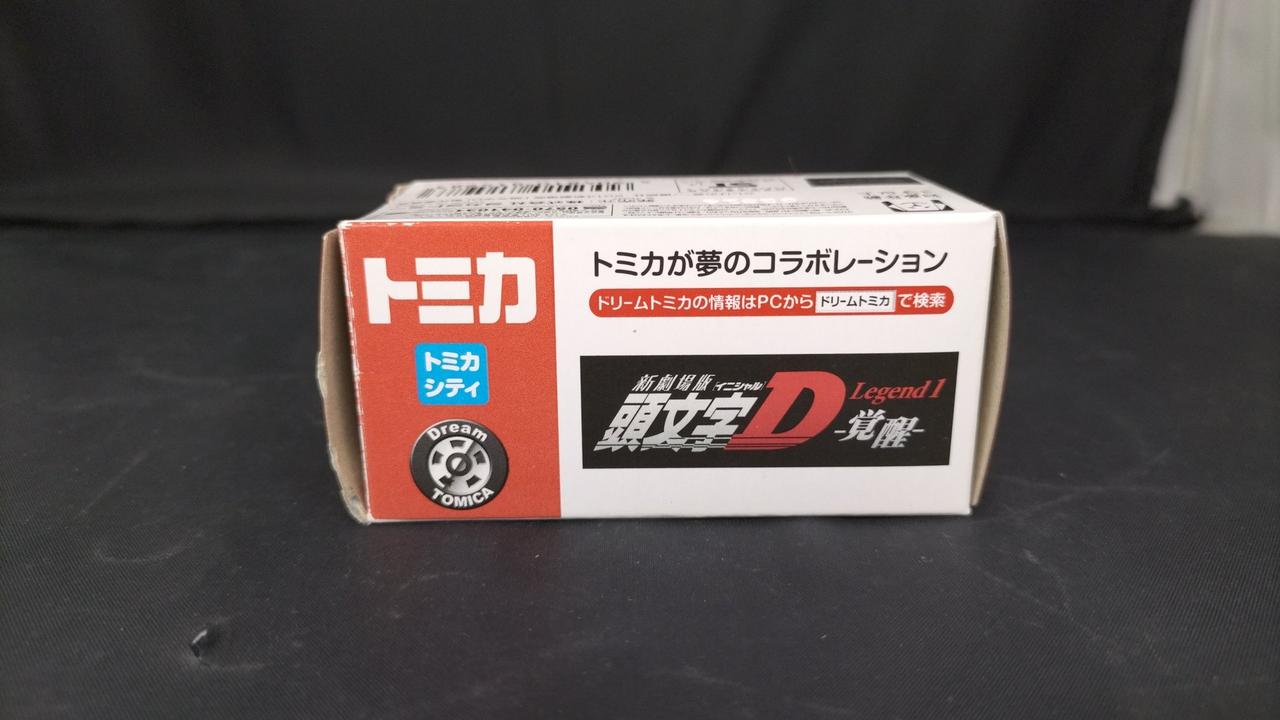 トミカ
トミカ
シティ
Dream
TOMICA
トミカが夢のコラボレーション
ドリームトミカの情報はPCから ドリームトミカ で検索
新劇場版 イニシャル
頭文字D Legend1
-覚醒-